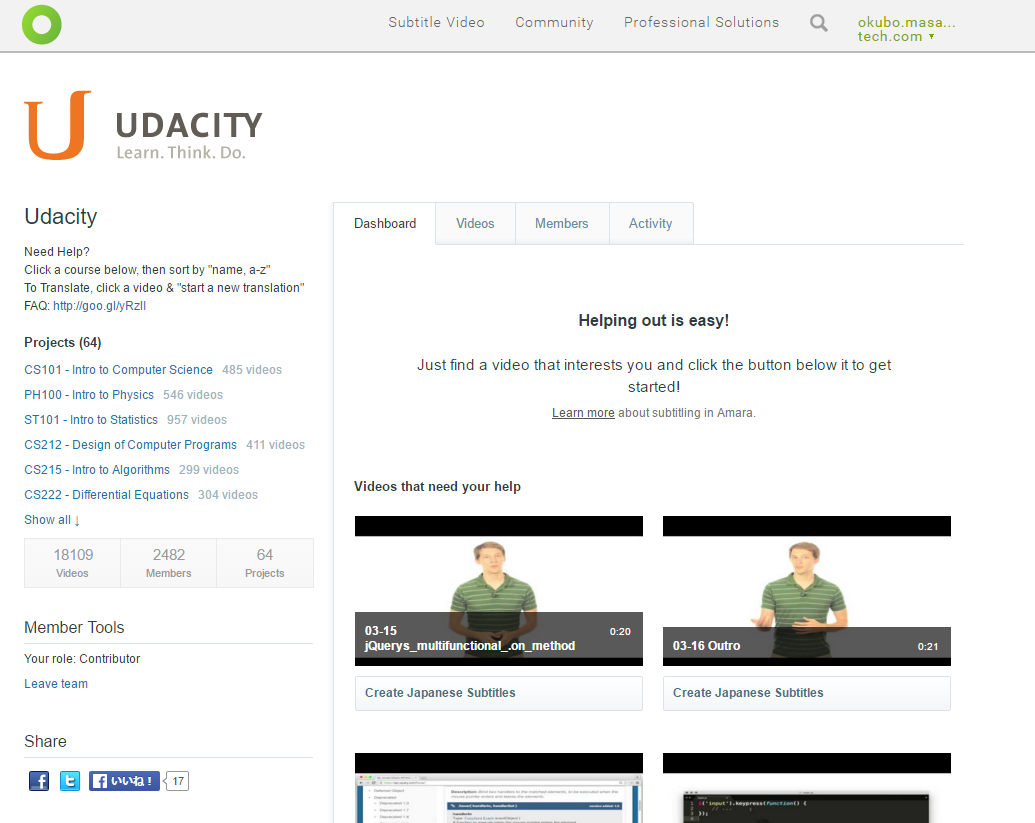 Subtitle Video
Community
Professional Solutions
okubo.masa...
tech.com ▼
UDACITY
Learn. Think. Do.
Udacity
Need Help?
Click a course below, then sort by "name, a-z"
To Translate, click a video & "start a new translation"
FAQ: http://goo.gl/yRzlI
Projects (64)
CS101 - Intro to Computer Science 485 videos
PH100 - Intro to Physics 546 videos
ST101 - Intro to Statistics 957 videos
CS212 - Design of Computer Programs 411 videos
CS215 - Intro to Algorithms 299 videos
CS222 - Differential Equations 304 videos
Show all ↓
18109 2482 64
Videos Members Projects
Member Tools
Your role: Contributor
Leave team
Share
いいね！ 17
Dashboard Videos Members Activity
Helping out is easy!
Just find a video that interests you and click the button below it to get
started!
Learn more about subtitling in Amara.
Videos that need your help
03-15 0:20
jQuerys_multifunctional_.on_method
03-16 Outro 0:21
Create Japanese Subtitles
Create Japanese Subtitles
$('input').keypress(function() {
// ...
});